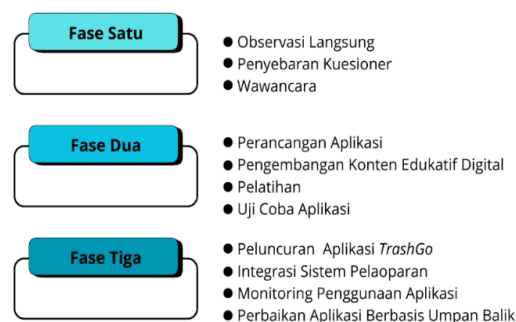 Fase Satu
● Observasi Langsung
● Penyebaran Kuesioner
● Wawancara
Fase Dua
● Perancangan Aplikasi
● Pengembangan Konten Edukatif Digital
● Pelatihan
● Uji Coba Aplikasi
Fase Tiga
● Peluncuran Aplikasi TrashGo
● Integrasi Sistem Pelaoparan
● Monitoring Penggunaan Aplikasi
● Perbaikan Aplikasi Berbasis Umpan Balik